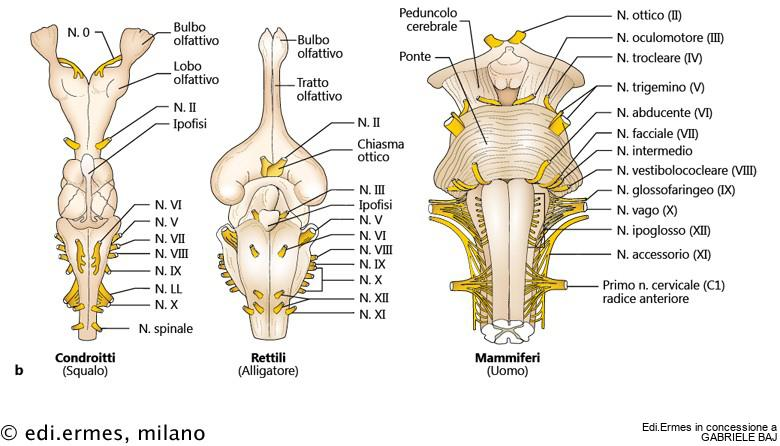 N. 0
Bulbo
olfattivo
Lobo
olfattivo
N. II
Ipofisi
N. VI
N. V
N. VII
N. VIII
N. IX
N. LL
N. X
N. spinale
Condroitti
(Squalo)
Bulbo
olfattivo
Tratto
olfattivo
N. II
Chiasma
ottico
N. III
Ipofisi
N. V
N. VI
N. VIII
N. IX
N. X
N. XII
N. XI
Rettili
(Alligatore)
Peduncolo
cerebrale
Ponte
N. ottico (II)
N. oculomotore (III)
N. trocleare (IV)
N. trigemino (V)
N. abducente (VI)
N. facciale (VII)
N. intermedio
N. vestibolococleare (VIII)
N. glossofaringeo (IX)
N. vago (X)
N. ipoglosso (XII)
N. accessorio (XI)
Primo n. cervicale (C1)
radice anteriore
Mammiferi
(Uomo)
b
© edi.ermes, milano
Edi.Ermes in concessione a
GABRIELE BAJ